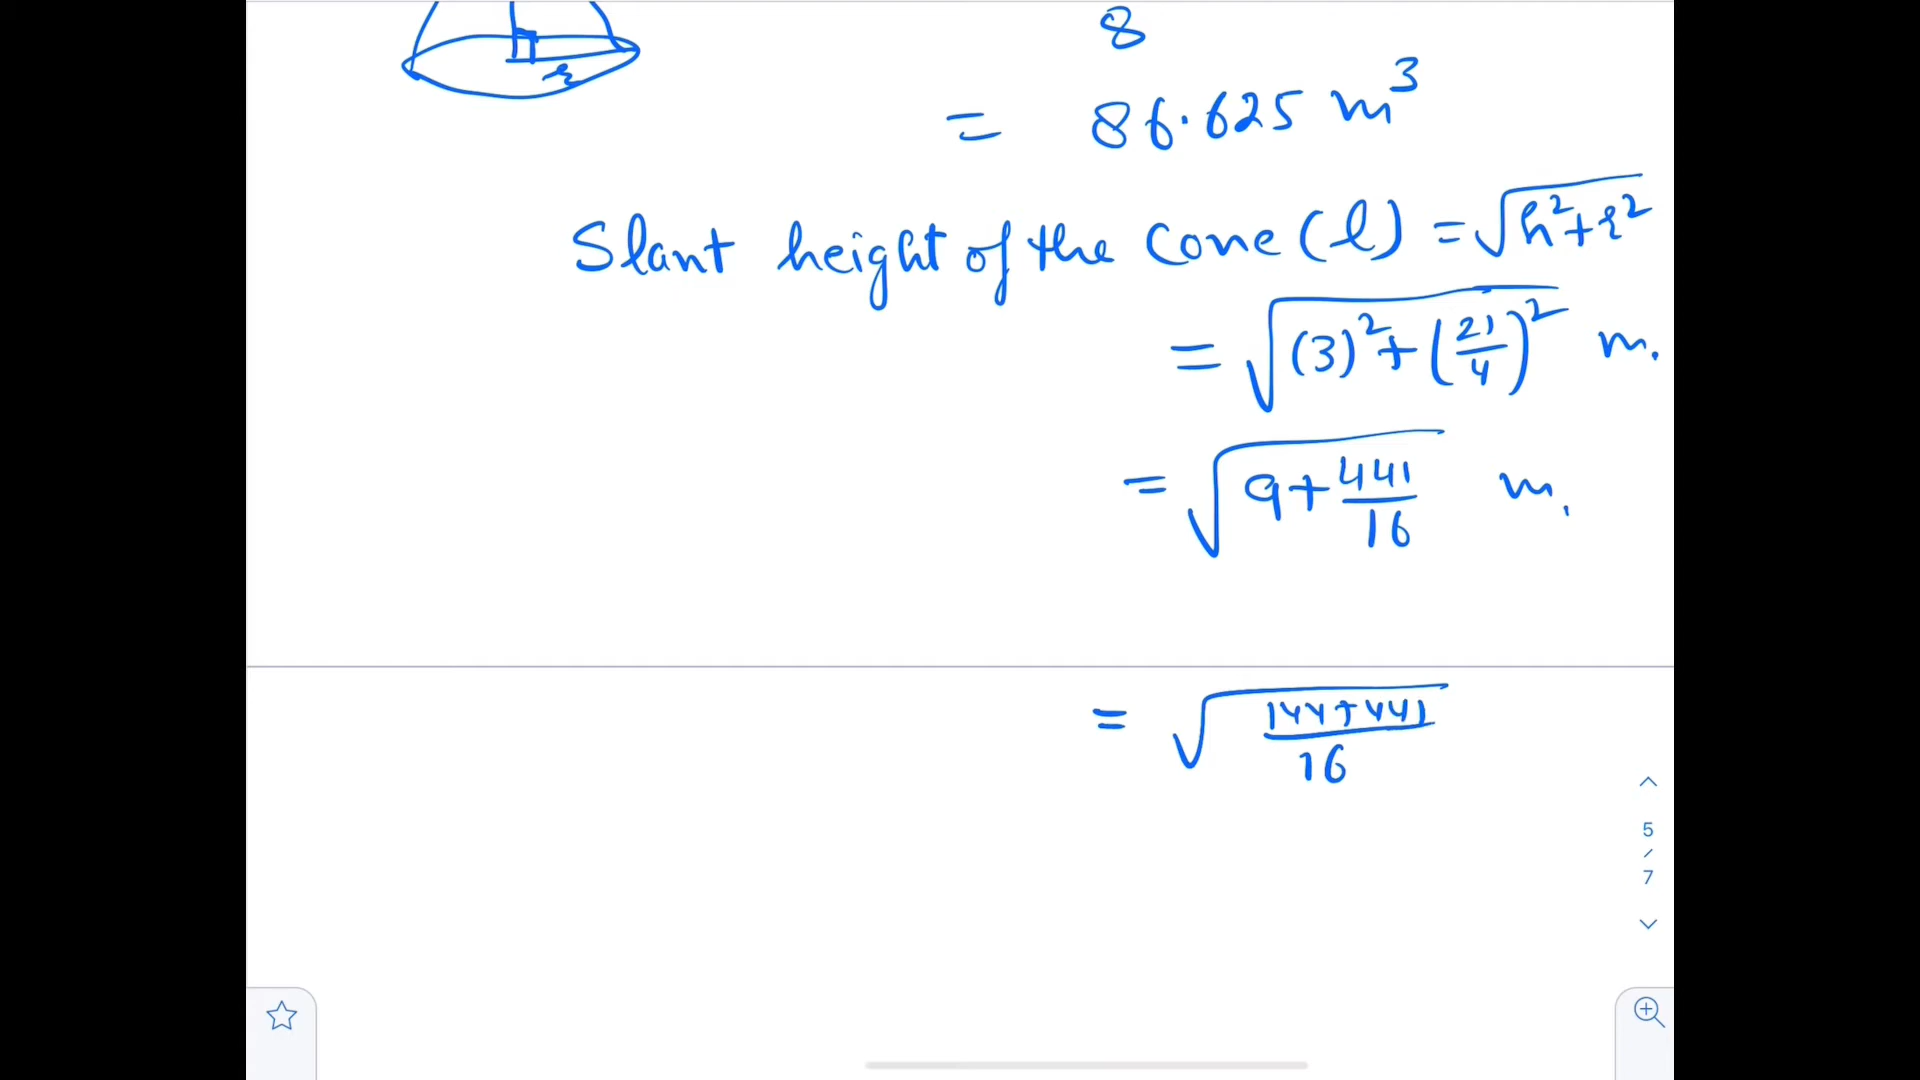 8
r
= 86.625 m³
Slant height of the cone (l) = √(h²+r²)
= √((3)²+(21/4)²) m.
= √(9+441/16) m.
= √((144+441)/16)
5
/
7